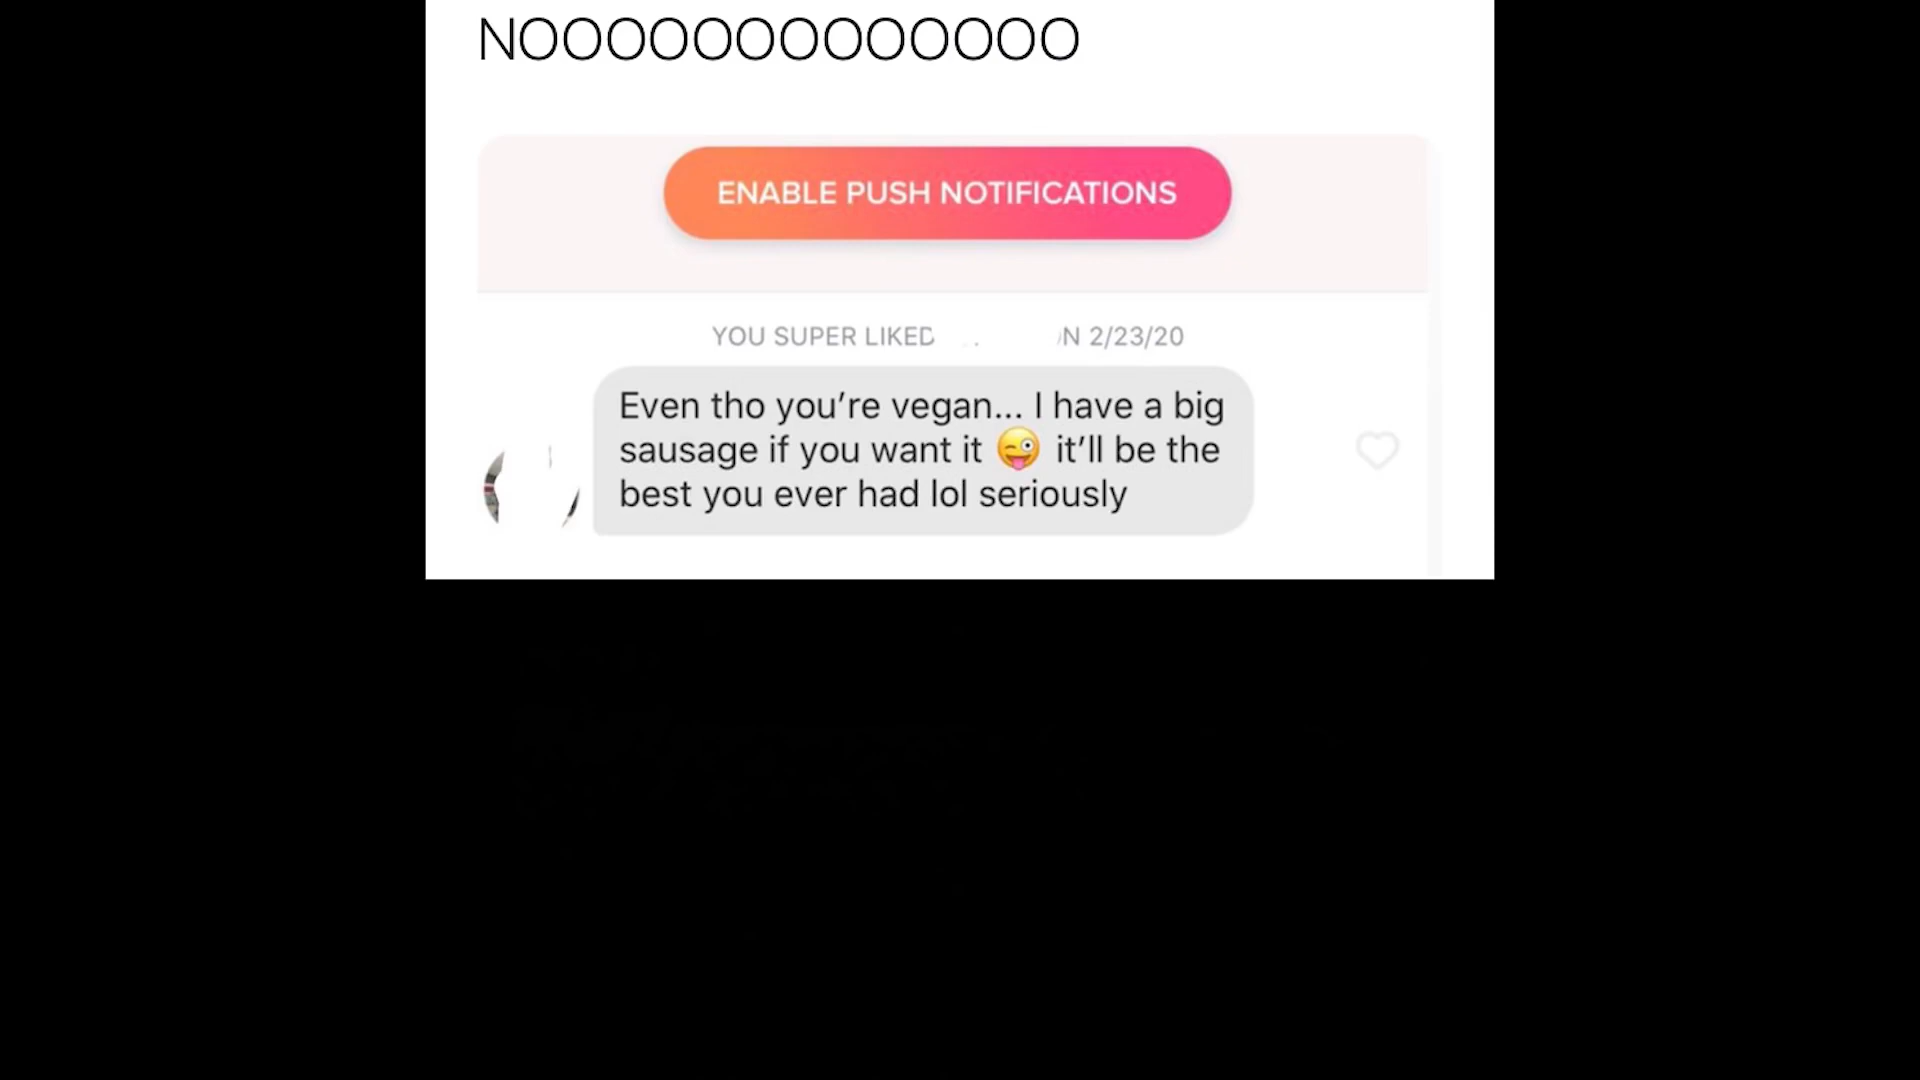 NOOOOOOOOOOOOO
ENABLE PUSH NOTIFICATIONS
YOU SUPER LIKED 2/23/20
Even tho you're vegan... I have a big
sausage if you want it 😜 it'll be the
best you ever had lol seriously